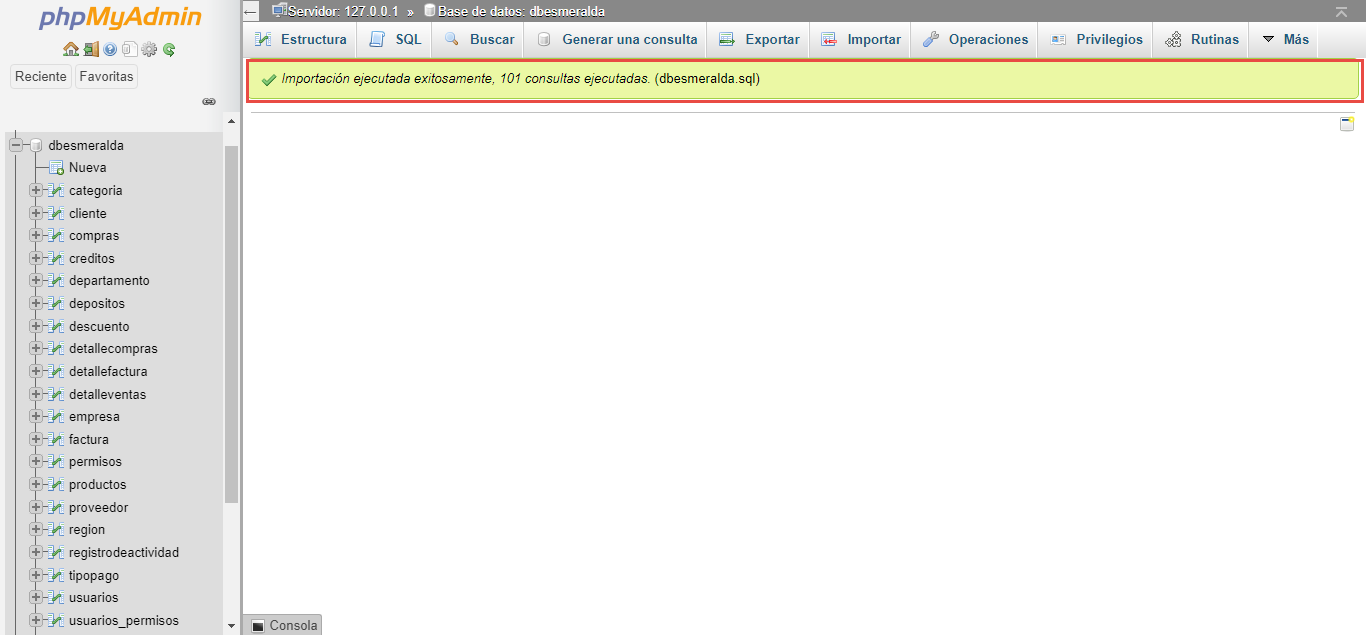 phpMyAdmin
Reciente Favoritas
dbesmeralda
Nueva
categoria
cliente
compras
creditos
departamento
depositos
descuento
detallecompras
detallefactura
detalleventas
empresa
factura
permisos
productos
proveedor
region
registrodeactividad
tipopago
usuarios
usuarios_permisos
Servidor: 127.0.0.1 » Base de datos: dbesmeralda
Estructura SQL Buscar Generar una consulta Exportar Importar Operaciones Privilegios Rutinas Más
Importación ejecutada exitosamente, 101 consultas ejecutadas. (dbesmeralda.sql)
Consola